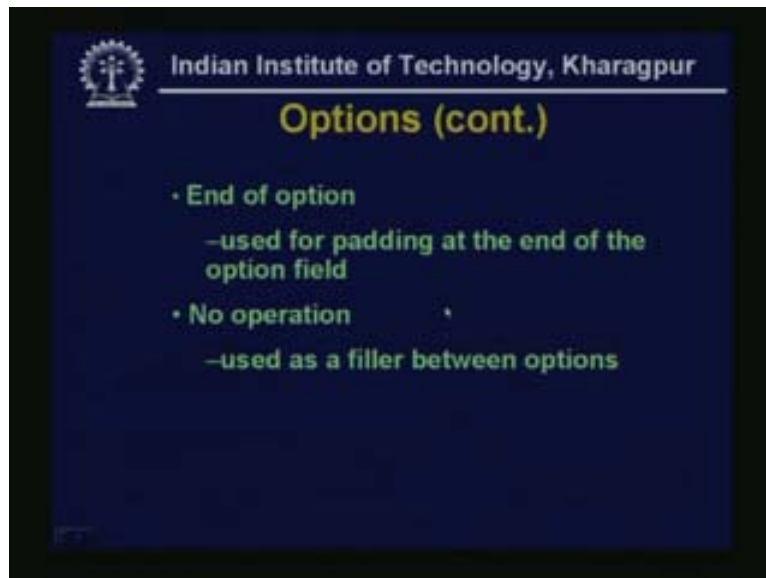 Indian Institute of Technology, Kharagpur
Options (cont.)
• End of option
–used for padding at the end of the
option field
• No operation
–used as a filler between options